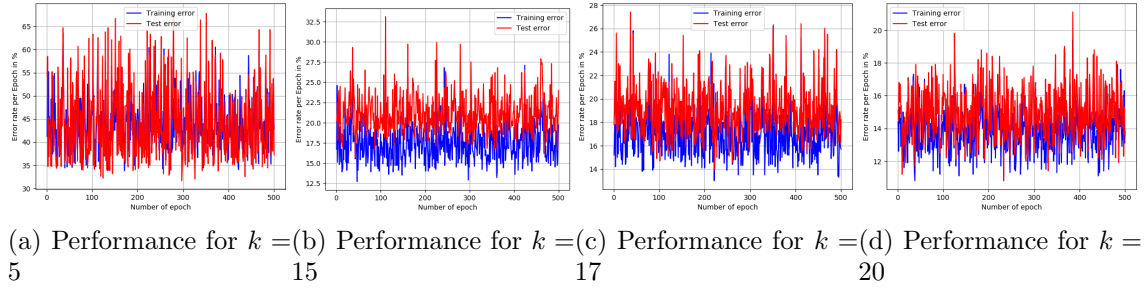 Training error
Test error
Error rate per Epoch in %
65
60
55
50
45
40
35
30
0 100 200 300 400 500
Number of epoch
Training error
Test error
Error rate per Epoch in %
32.5
30.0
27.5
25.0
22.5
20.0
17.5
15.0
12.5
0 100 200 300 400 500
Number of epoch
Training error
Test error
Error rate per Epoch in %
28
26
24
22
20
18
16
14
0 100 200 300 400 500
Number of epoch
Training error
Test error
Error rate per Epoch in %
20
18
16
14
12
0 100 200 300 400 500
Number of epoch
(a) Performance for k =
5
(b) Performance for k =
15
(c) Performance for k =
17
(d) Performance for k =
20